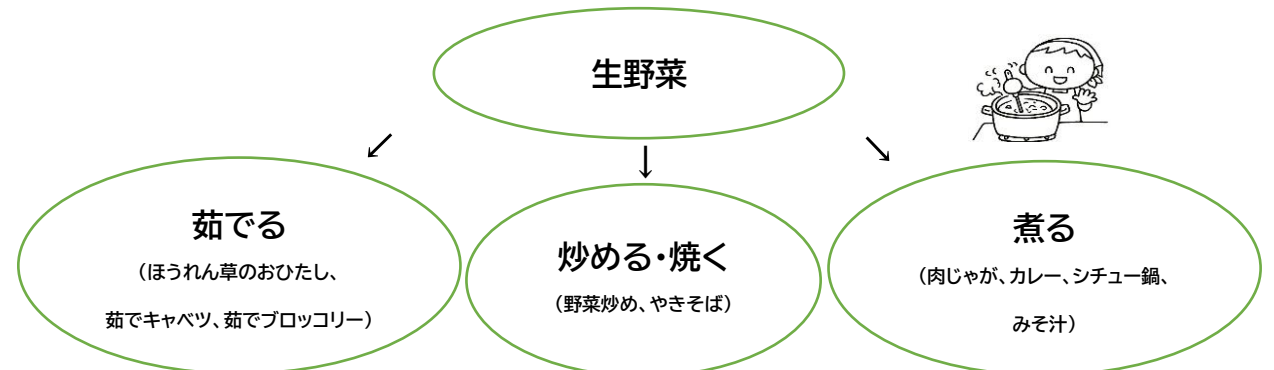 生野菜
↓
茹でる
（ほうれん草のおひたし、
茹でキャベツ、茹でブロッコリー）
炒める・焼く
（野菜炒め、やきそば）
煮る
（肉じゃが、カレー、シチュー鍋、
みそ汁）